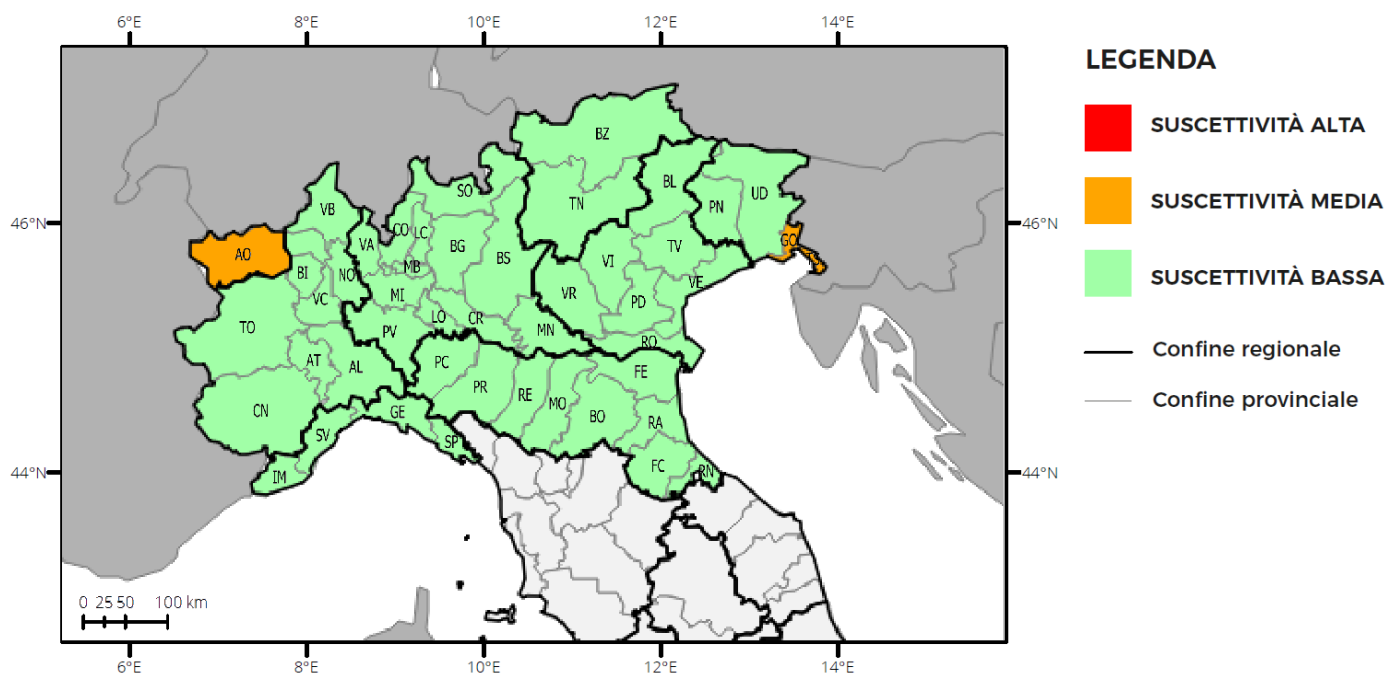 6°E 8°E 10°E 12°E 14°E
LEGENDA
SUSCETTIVITÀ ALTA
SUSCETTIVITÀ MEDIA
SUSCETTIVITÀ BASSA
Confine regionale
Confine provinciale
46°N
46°N
44°N
44°N
BZ
SO
BL
UD
VB
TN
PN
CO
LC
VA
BG
TV
GO
AO
BS
VI
BI
NO
MB
VE
VC
MI
VR
PD
TO
LO
CR
PV
MN
RO
AT
AL
PC
FE
PR
RE
MO
CN
GE
BO
RA
SV
SP
IM
FC
RN
0 25 50 100 km
6°E 8°E 10°E 12°E 14°E